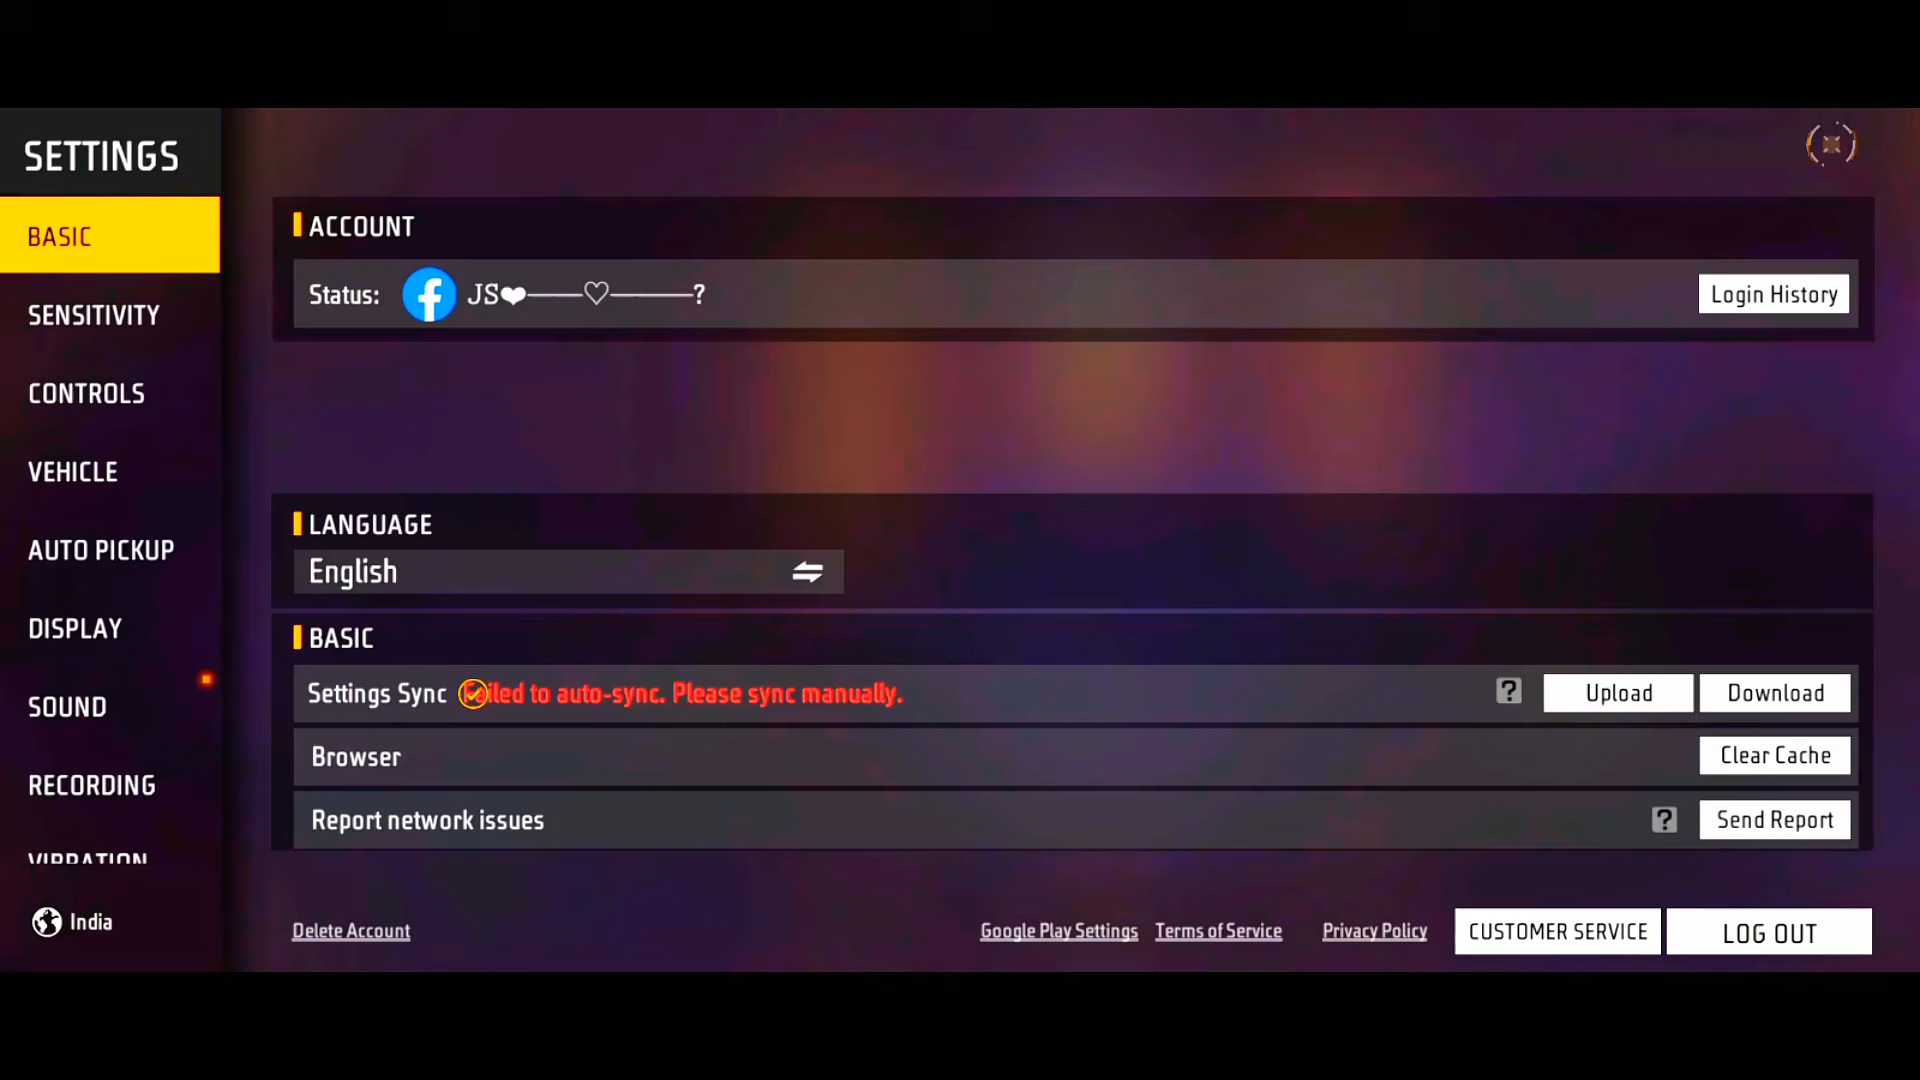 SETTINGS
BASIC
SENSITIVITY
CONTROLS
VEHICLE
AUTO PICKUP
DISPLAY
SOUND
RECORDING
VIBRATION
India
ACCOUNT
Status: JS❤——♡———?
Login History
LANGUAGE
English
BASIC
Settings Sync Failed to auto-sync. Please sync manually. ? Upload Download
Browser Clear Cache
Report network issues ? Send Report
Delete Account Google Play Settings Terms of Service Privacy Policy CUSTOMER SERVICE LOG OUT